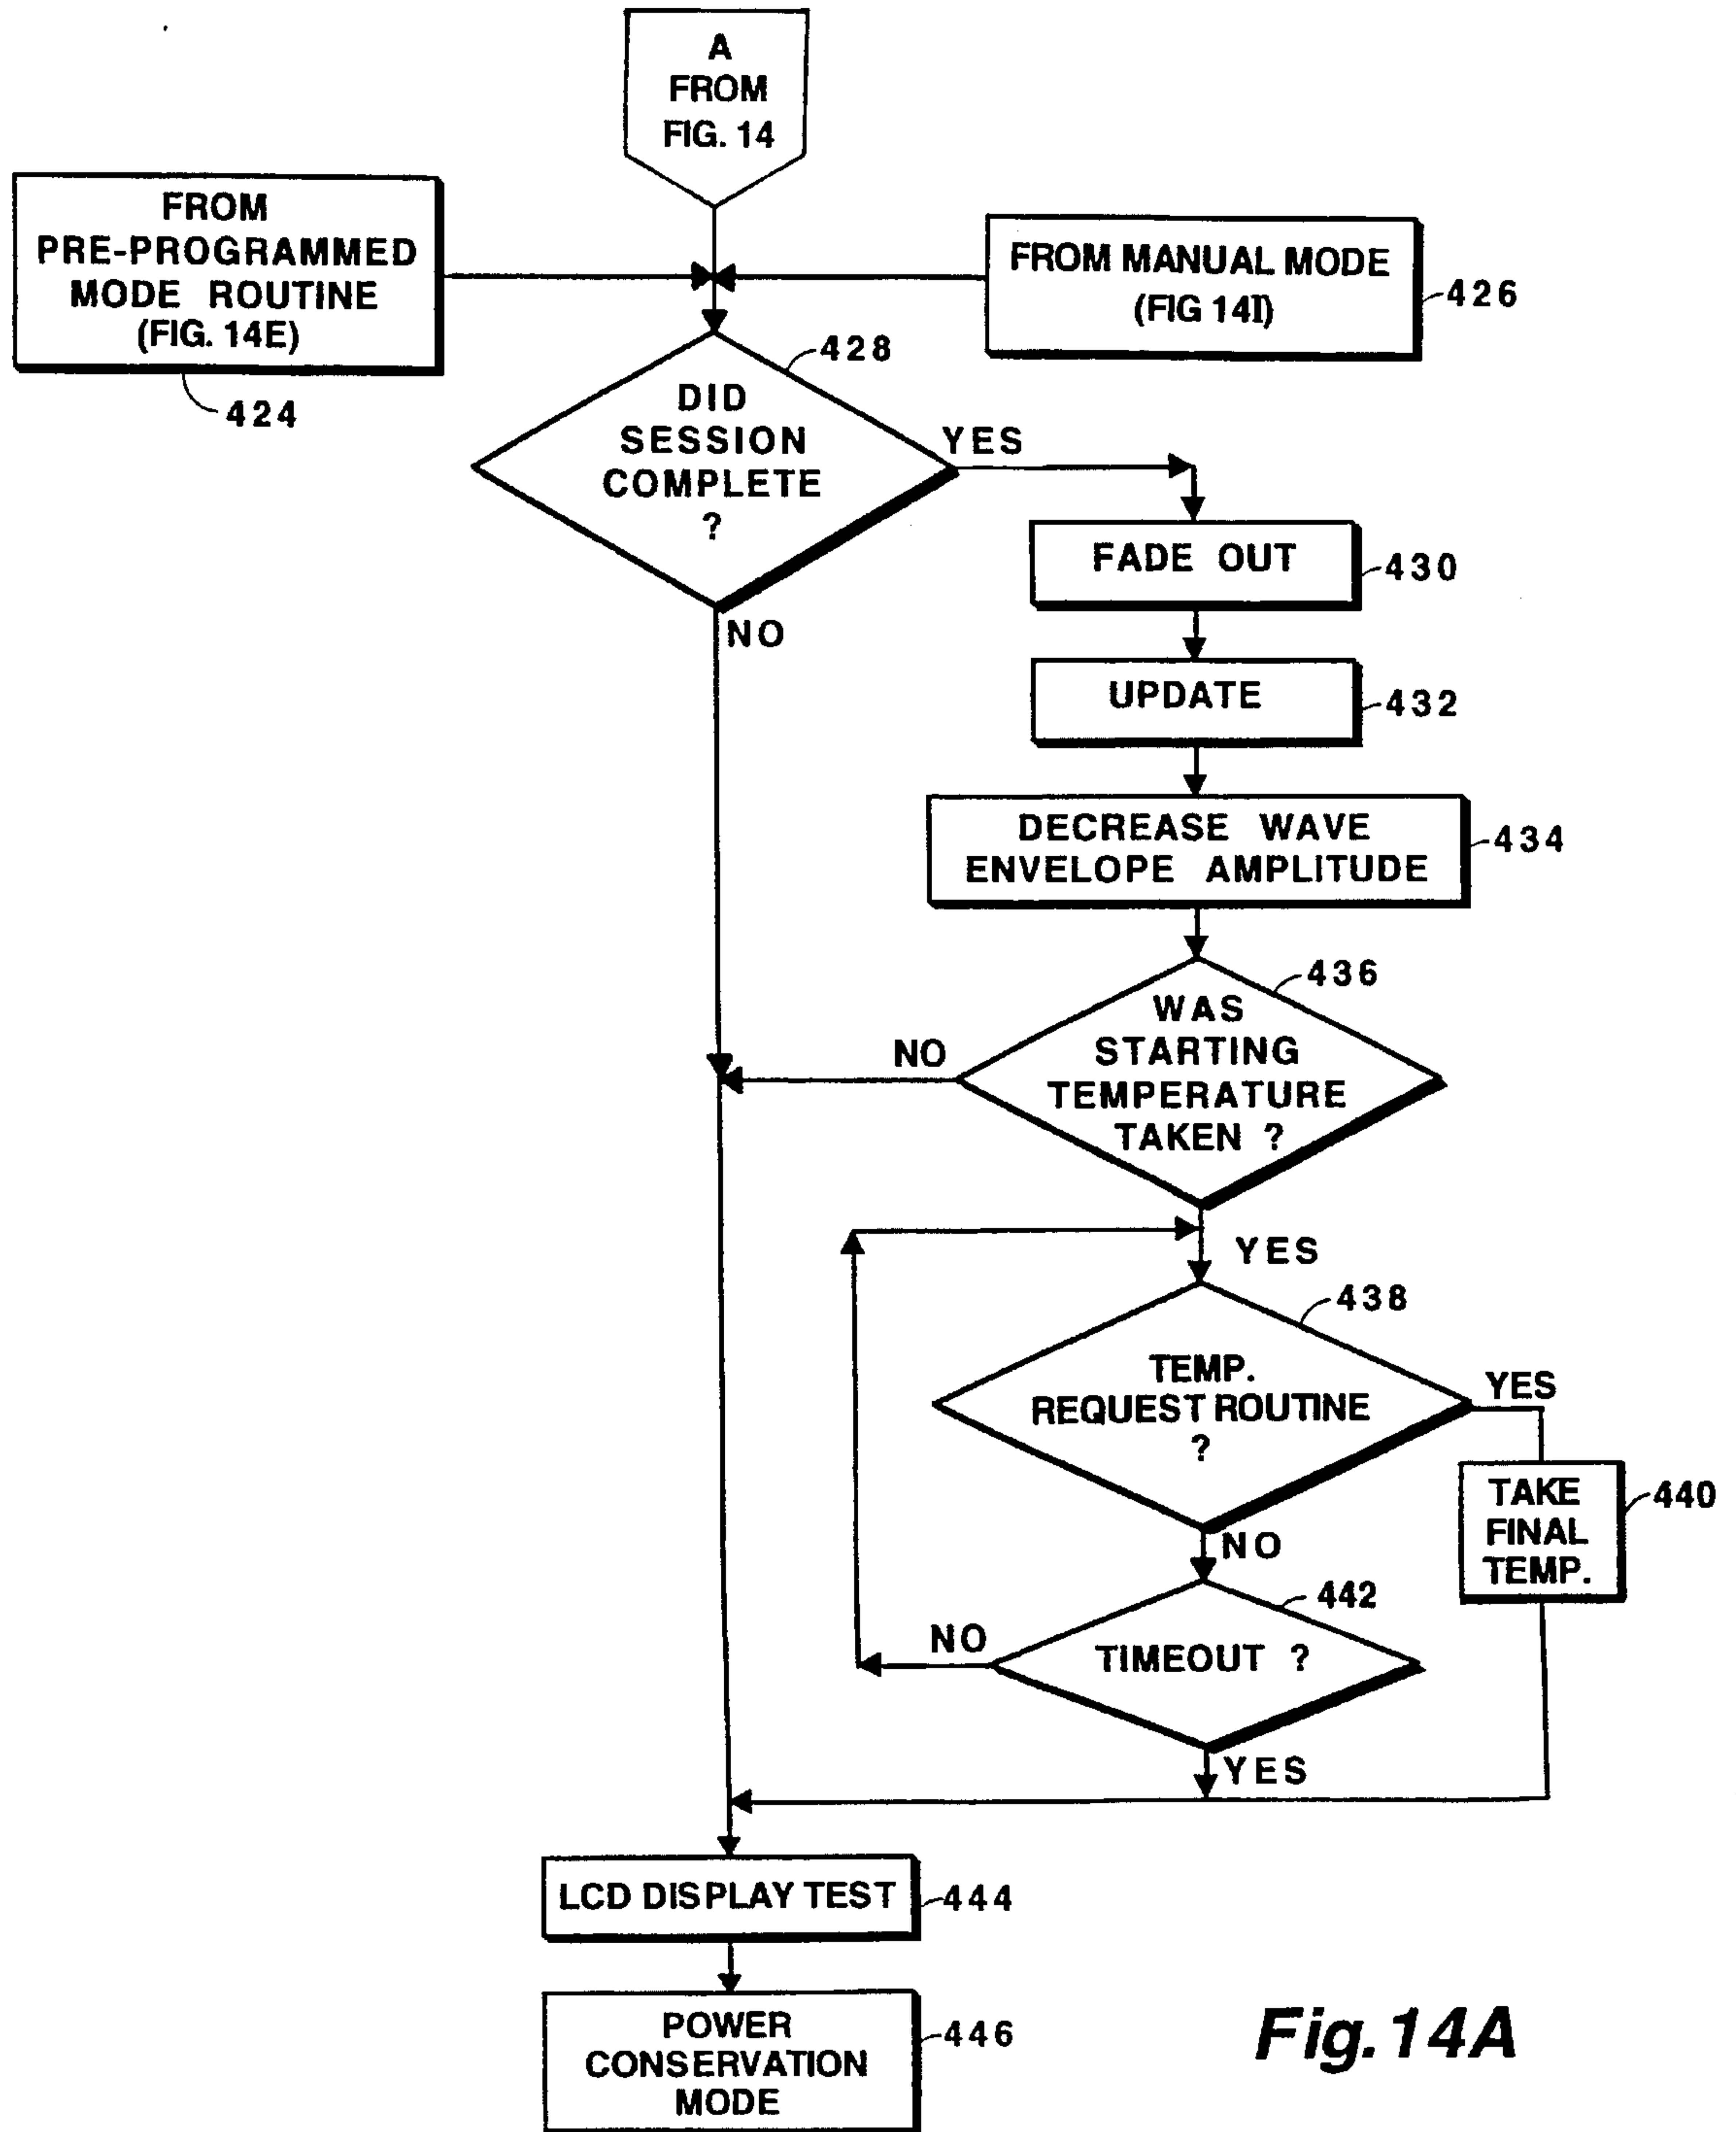 A
FROM
FIG. 14
FROM
PRE-PROGRAMMED
MODE ROUTINE
(FIG. 14E)
424
FROM MANUAL MODE
(FIG 14I)
426
428
DID
SESSION
COMPLETE
?
YES
NO
FADE OUT
430
UPDATE
432
DECREASE WAVE
ENVELOPE AMPLITUDE
434
436
WAS
STARTING
TEMPERATURE
TAKEN ?
NO
YES
438
TEMP.
REQUEST ROUTINE
?
YES
TAKE
FINAL
TEMP.
440
NO
442
TIMEOUT ?
NO
YES
LCD DISPLAY TEST
444
POWER
CONSERVATION
MODE
446
Fig. 14A